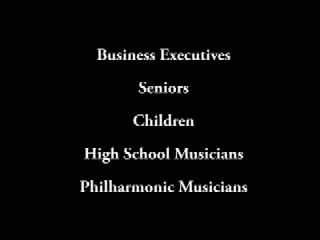 Business Executives
Seniors
Children
High School Musicians
Philharmonic Musicians